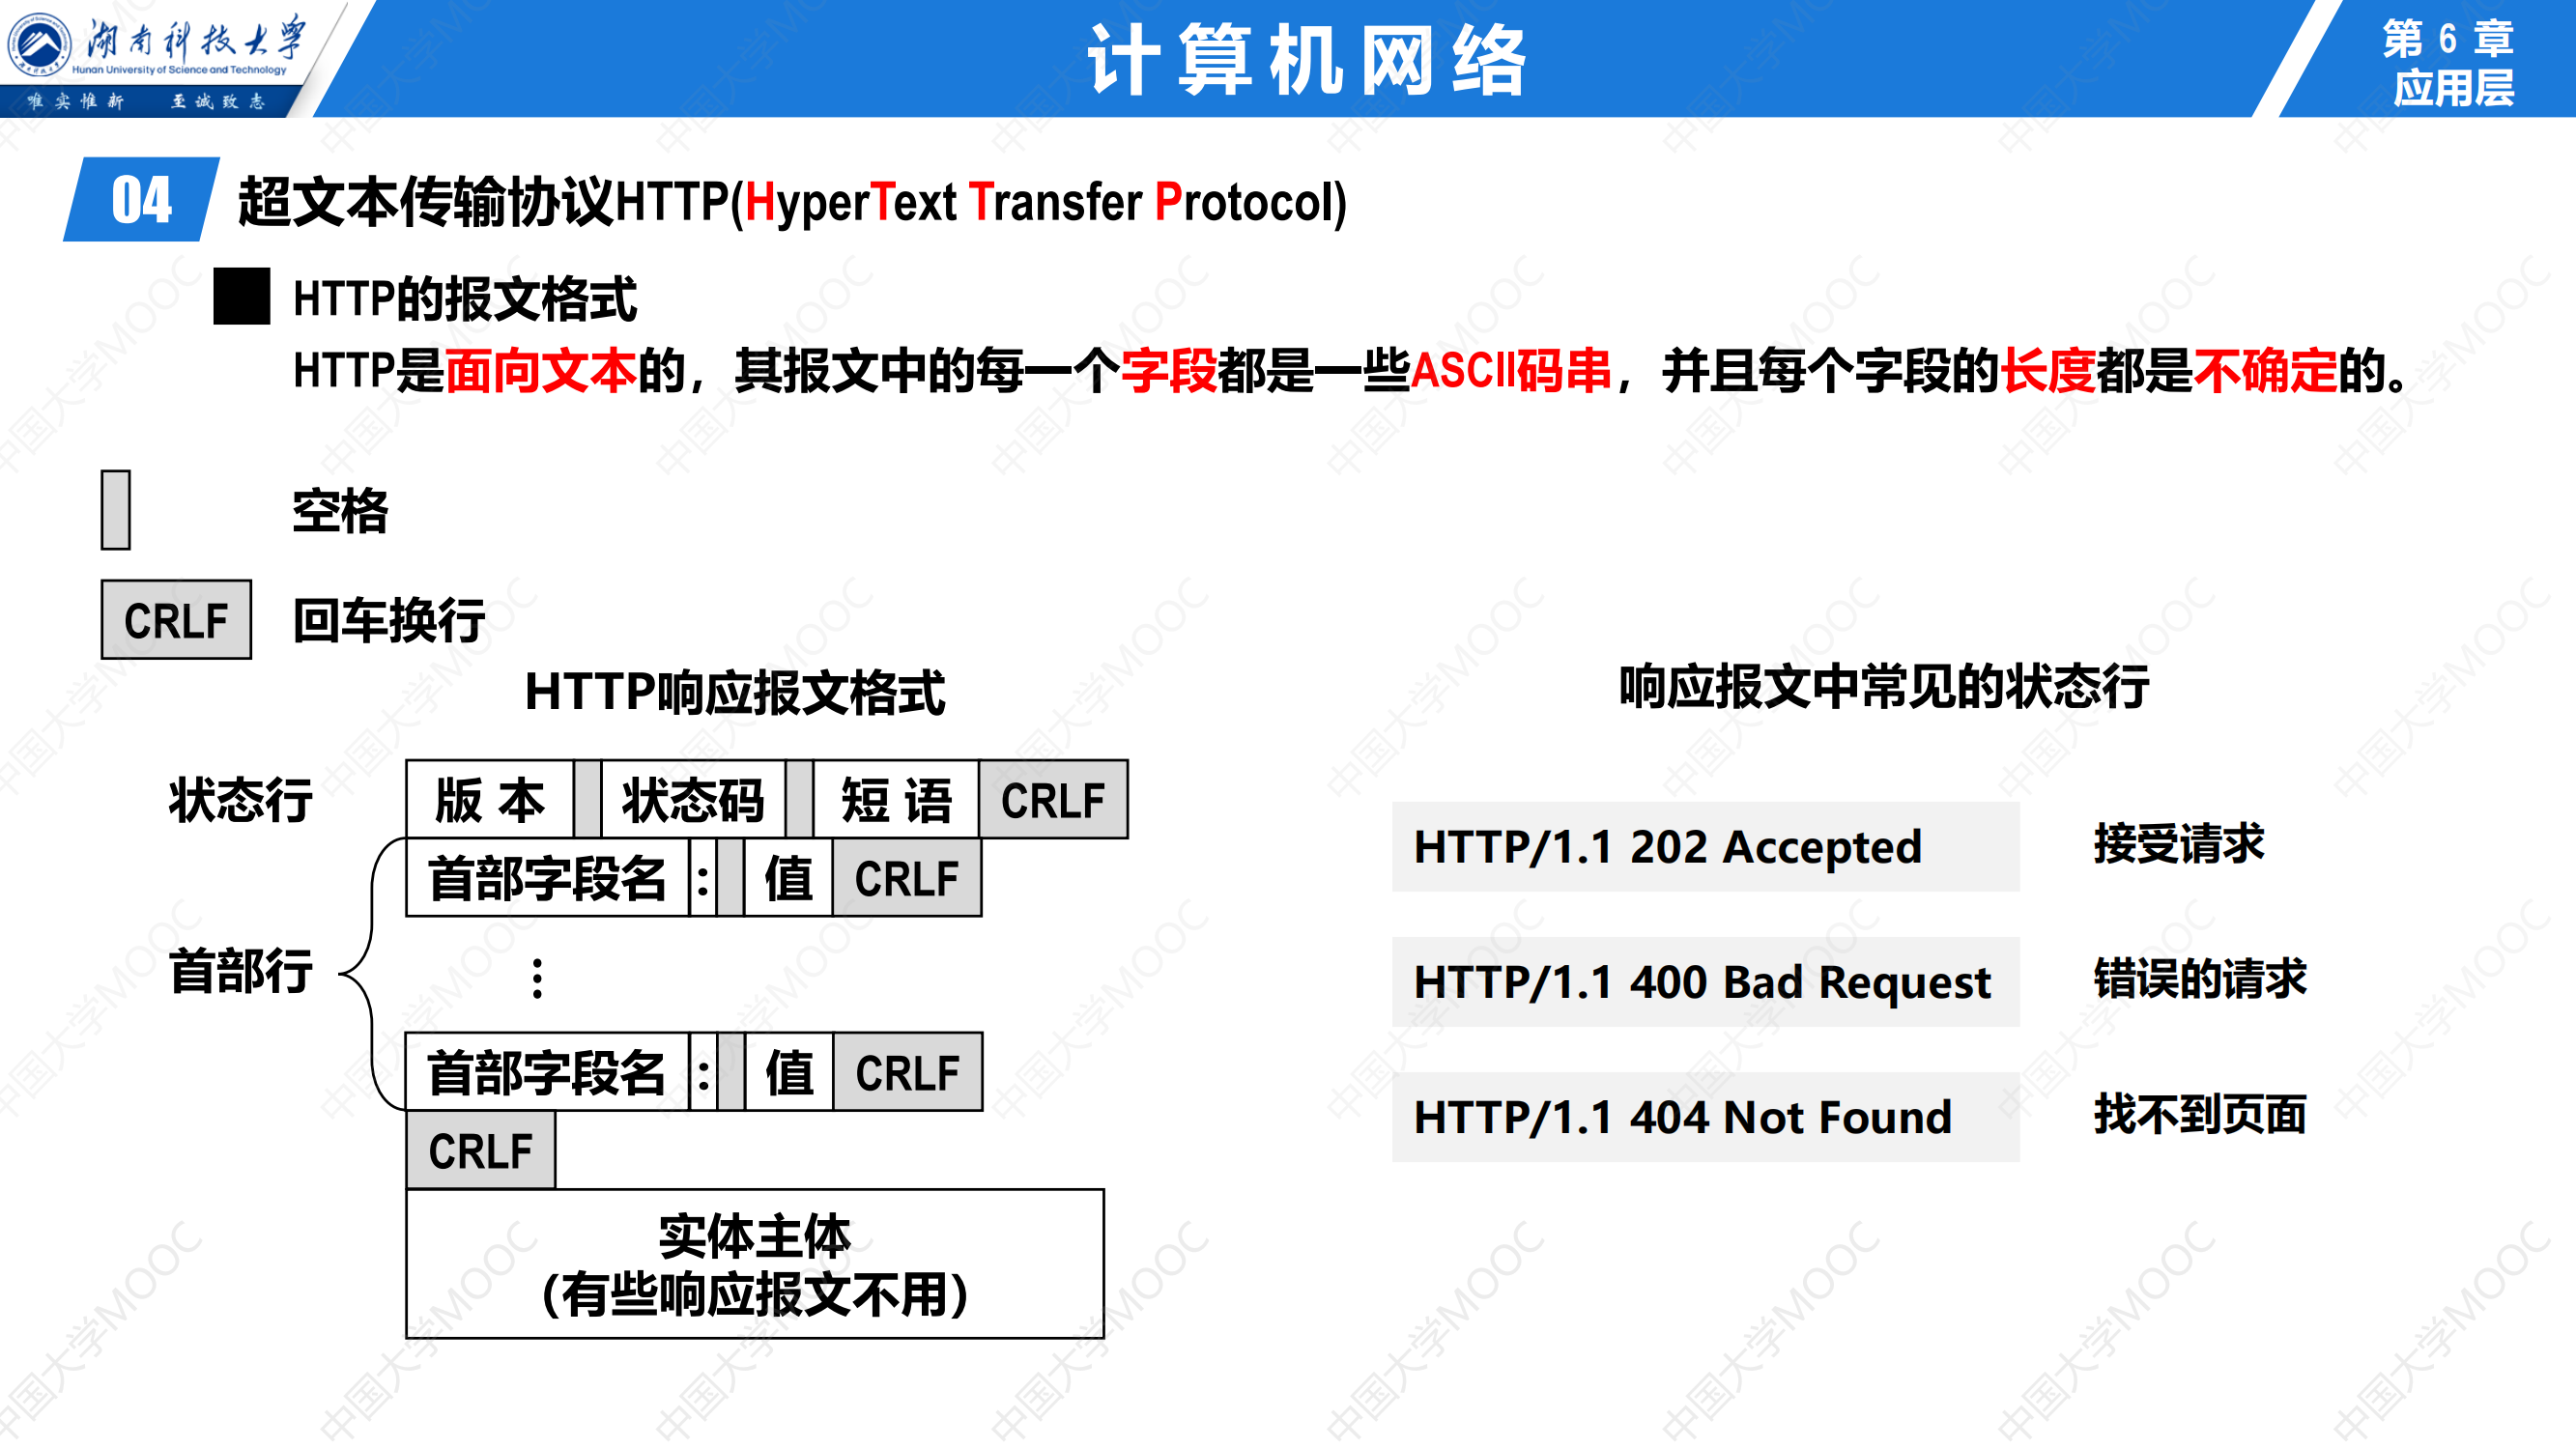 湖南科技大学
Hunan University of Science and Technology
唯实惟新 至诚致志
计算机网络
第 6 章
应用层
04 超文本传输协议HTTP(HyperText Transfer Protocol)
HTTP的报文格式
HTTP是面向文本的，其报文中的每一个字段都是一些ASCII码串，并且每个字段的长度都是不确定的。
空格
CRLF 回车换行
HTTP响应报文格式
状态行 版 本 状态码 短 语 CRLF
首部字段名 : 值 CRLF
首部行 ⋮
首部字段名 : 值 CRLF
CRLF
实体主体
（有些响应报文不用）
响应报文中常见的状态行
HTTP/1.1 202 Accepted 接受请求
HTTP/1.1 400 Bad Request 错误的请求
HTTP/1.1 404 Not Found 找不到页面
中国大学MOOC